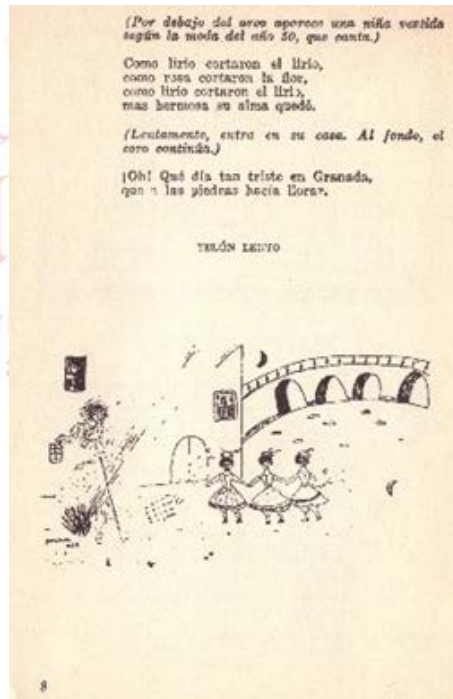 (Por debajo del arco aparece una niña vestida
según la moda del año 50, que canta.)
Como lirio cortaron el lirio,
como rosa cortaron la flor,
como lirio cortaron el lirio,
mas hermosa su alma quedó.
(Lentamente, entra en su casa. Al fondo, el
coro continúa.)
¡Oh! Qué día tan triste en Granada,
que a las piedras hacía llorar.
TELÓN LENTO
8